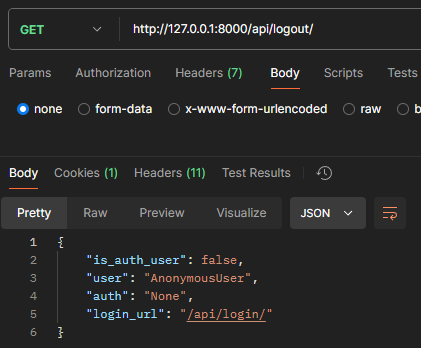 GET http://127.0.0.1:8000/api/logout/
Params Authorization Headers (7) Body Scripts Tests
none form-data x-www-form-urlencoded raw b
Body Cookies (1) Headers (11) Test Results
Pretty Raw Preview Visualize JSON
1 {
2 "is_auth_user": false,
3 "user": "AnonymousUser",
4 "auth": "None",
5 "login_url": "/api/login/"
6 }